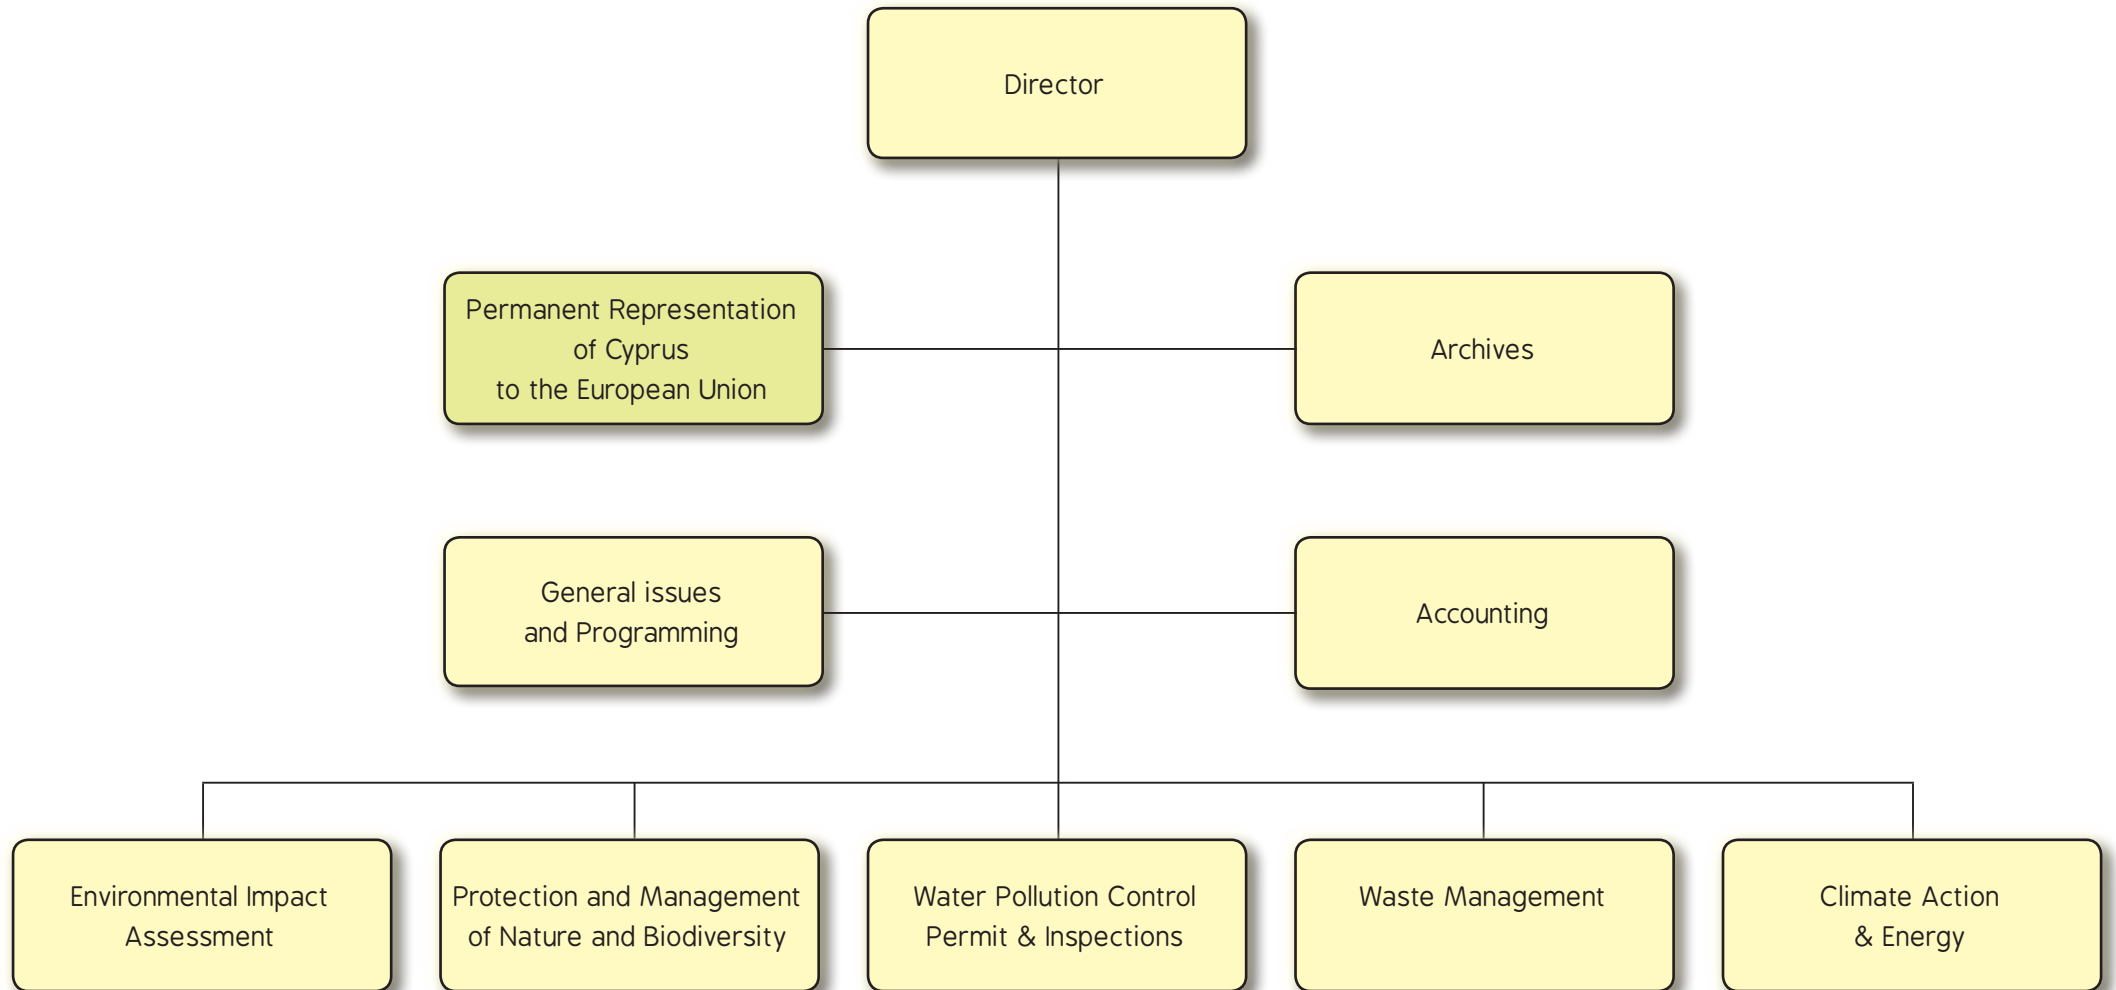 Director
Permanent Representation
of Cyprus
to the European Union
Archives
General issues
and Programming
Accounting
Environmental Impact
Assessment
Protection and Management
of Nature and Biodiversity
Water Pollution Control
Permit & Inspections
Waste Management
Climate Action
& Energy